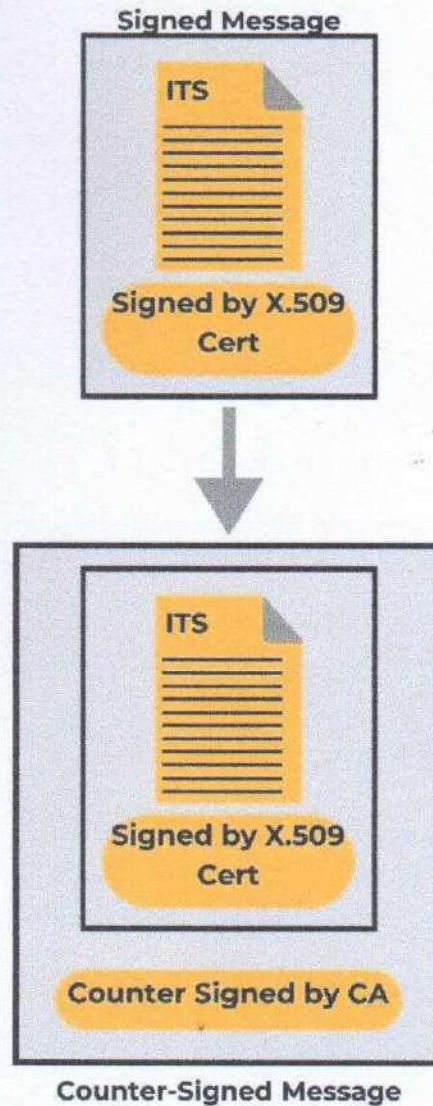 Signed Message
ITS
Signed by X.509
Cert
ITS
Signed by X.509
Cert
Counter Signed by CA
Counter-Signed Message